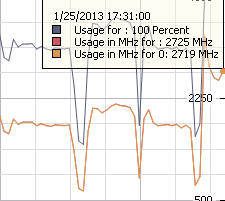 1/25/2013 17:31:00
Usage for : 100 Percent
Usage in MHz for : 2725 MHz
Usage in MHz for 0: 2719 MHz
2250
500